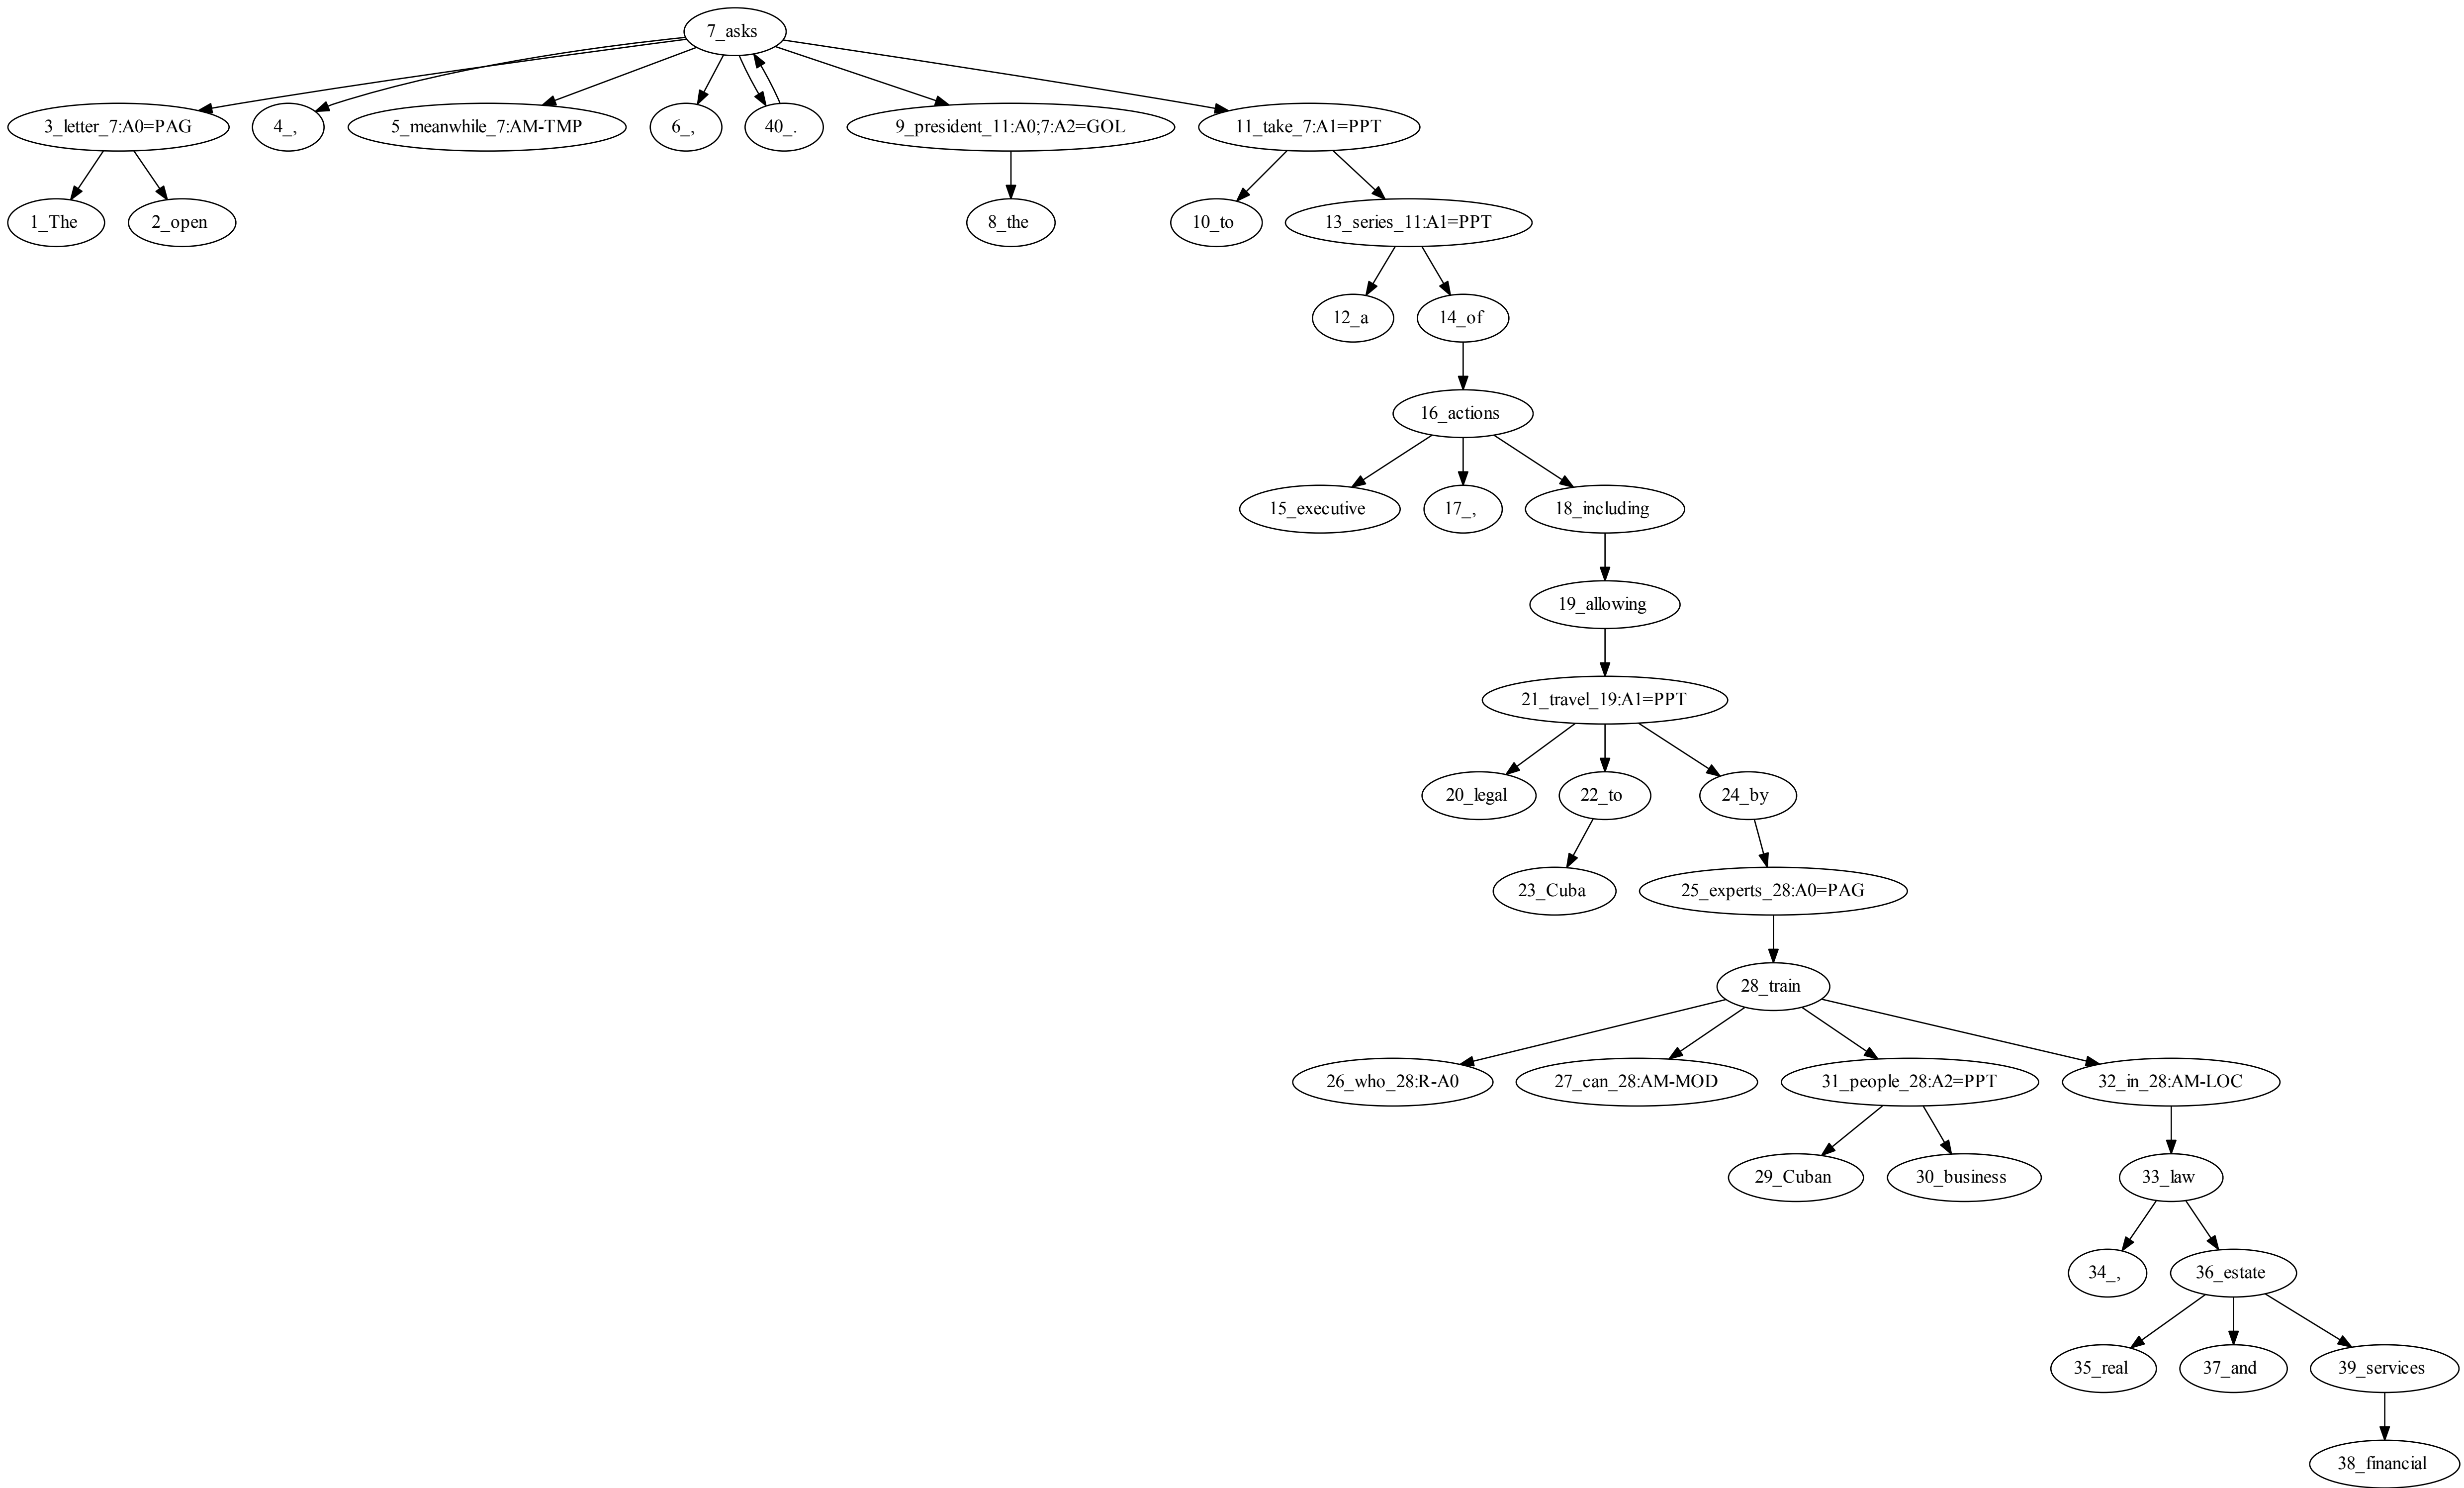 7_asks
3_letter_7:A0=PAG
4_,
5_meanwhile_7:AM-TMP
6_,
40_.
9_president_11:A0;7:A2=GOL
11_take_7:A1=PPT
1_The
2_open
8_the
10_to
13_series_11:A1=PPT
12_a
14_of
16_actions
15_executive
17_,
18_including
19_allowing
21_travel_19:A1=PPT
20_legal
22_to
24_by
23_Cuba
25_experts_28:A0=PAG
28_train
26_who_28:R-A0
27_can_28:AM-MOD
31_people_28:A2=PPT
32_in_28:AM-LOC
29_Cuban
30_business
33_law
34_,
36_estate
35_real
37_and
39_services
38_financial